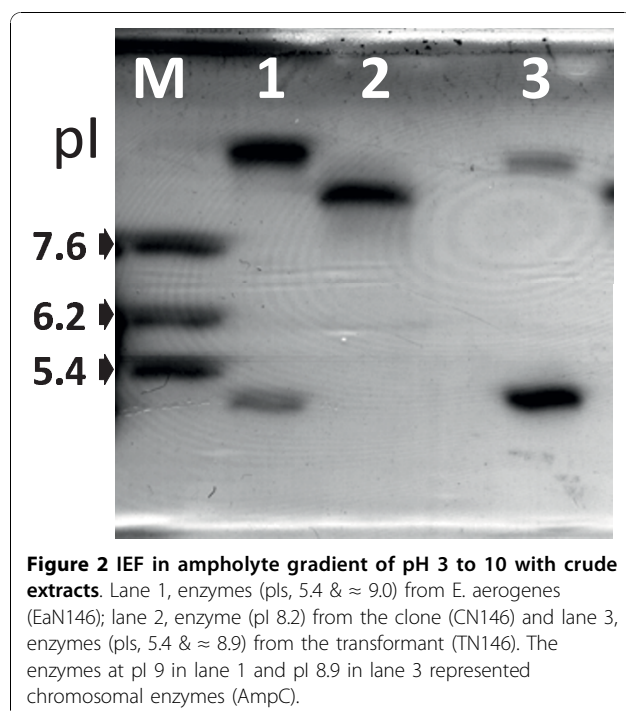 M 1 2 3
pI
7.6
6.2
5.4
Figure 2 IEF in ampholyte gradient of pH 3 to 10 with crude
extracts. Lane 1, enzymes (pIs, 5.4 & ≈ 9.0) from E. aerogenes
(EaN146); lane 2, enzyme (pI 8.2) from the clone (CN146) and lane 3,
enzymes (pIs, 5.4 & ≈ 8.9) from the transformant (TN146). The
enzymes at pI 9 in lane 1 and pI 8.9 in lane 3 represented
chromosomal enzymes (AmpC).